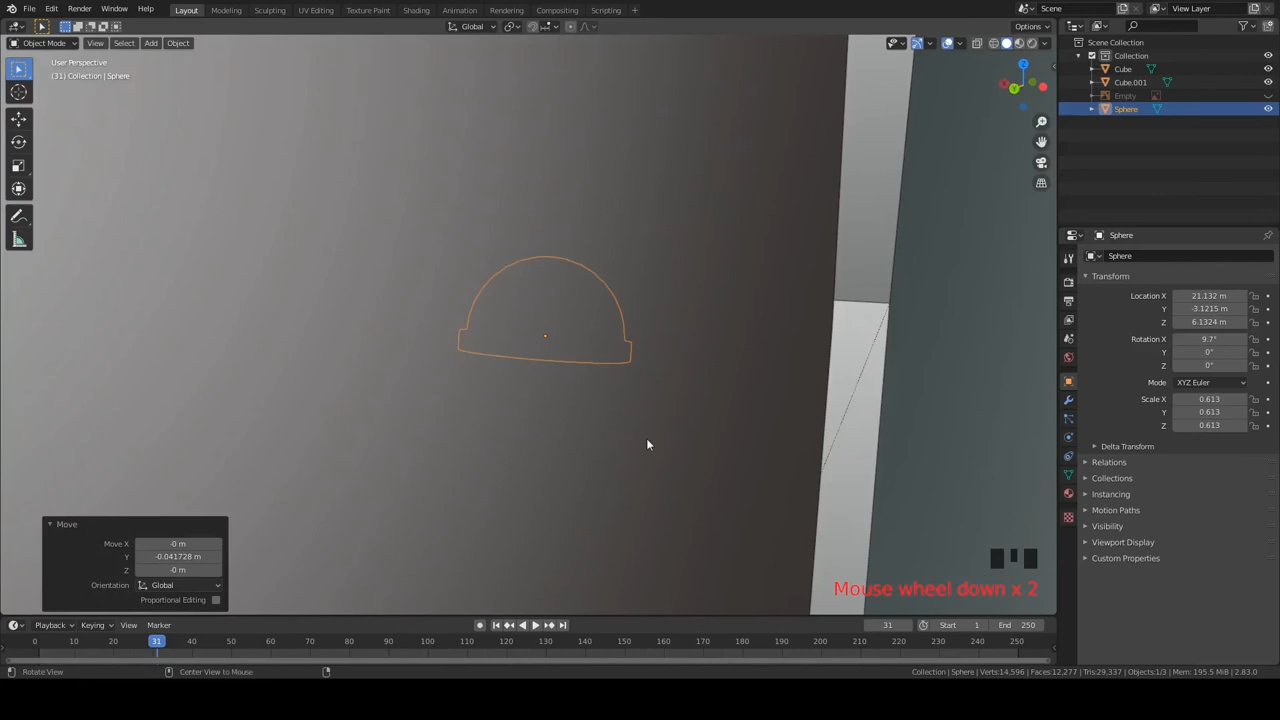 File Edit Render Window Help Layout Modeling Sculpting UV Editing Texture Paint Shading Animation Rendering Compositing Scripting + Scene View Layer
Global Options
Object Mode View Select Add Object
User Perspective
(31) Collection | Sphere
Z
Y
Scene Collection
Collection
Cube
Cube.001
Empty
Sphere
Sphere
Sphere
Transform
Location X 21.132 m
Y -3.1215 m
Z 6.1324 m
Rotation X 9.7°
Y 0°
Z 0°
Mode XYZ Euler
Scale X 0.613
Y 0.613
Z 0.613
Delta Transform
Relations
Collections
Instancing
Motion Paths
Visibility
Viewport Display
Custom Properties
Move
Move X -0 m
Y -0.041728 m
Z -0 m
Orientation Global
Proportional Editing
Mouse wheel down x 2
Playback Keying View Marker 31 Start 1 End 250
0 10 20 31 40 50 60 70 80 90 100 110 120 130 140 150 160 170 180 190 200 210 220 230 240 250
Rotate View Center View to Mouse Collection | Sphere | Verts:14,596 | Faces:12,277 | Tris:29,337 | Objects:1/3 | Mem: 195.5 MiB | 2.83.0